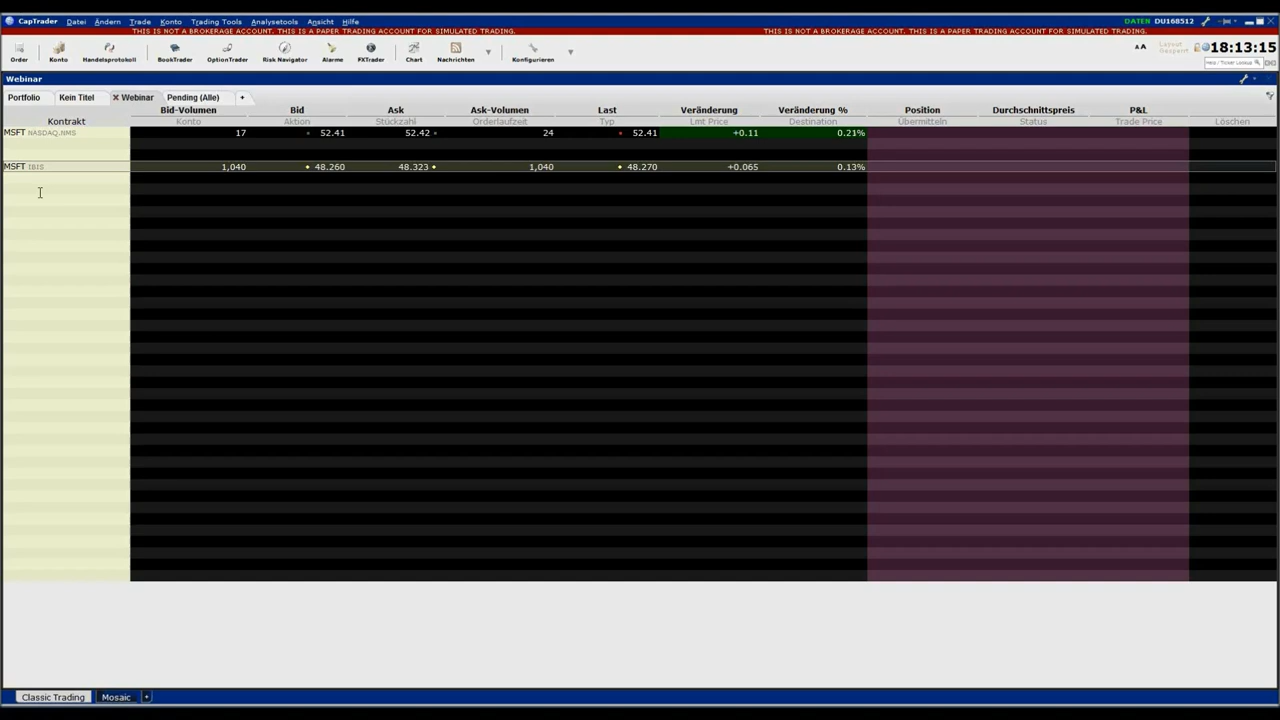 CapTrader Datei Ändern Trade Konto Trading Tools Analysetools Ansicht Hilfe DATEN DU168512
THIS IS NOT A BROKERAGE ACCOUNT. THIS IS A PAPER TRADING ACCOUNT FOR SIMULATED TRADING. THIS IS NOT A BROKERAGE ACCOUNT. THIS IS A PAPER TRADING ACCOUNT FOR SIMULATED TRADING.
Order Konto Handelsprotokoll BookTrader OptionTrader Risk Navigator Alarme FXTrader Chart Nachrichten Konfigurieren AA Layout Gesperrt 18:13:15
Webinar
Portfolio Kein Titel Webinar Pending (Alle) +
Bid-Volumen Bid Ask Ask-Volumen Last Veränderung Veränderung % Position Durchschnittspreis P&L
Kontrakt Konto Aktion Stückzahl Orderlaufzeit Typ Lmt Price Destination Übermitteln Status Trade Price Löschen
MSFT NASDAQ.NMS 17 52.41 52.42 24 52.41 +0.11 0.21%
MSFT IBIS 1,040 48.260 48.323 1,040 48.270 +0.065 0.13%
Classic Trading Mosaic +